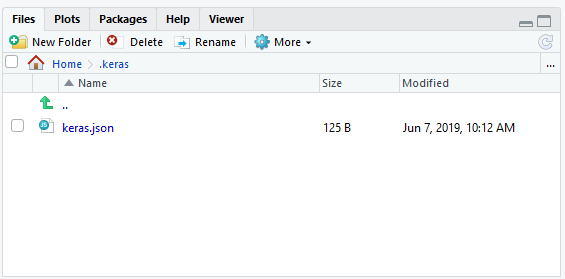 Files Plots Packages Help Viewer
New Folder Delete Rename More
Home .keras ...
Name Size Modified
..
keras.json 125 B Jun 7, 2019, 10:12 AM